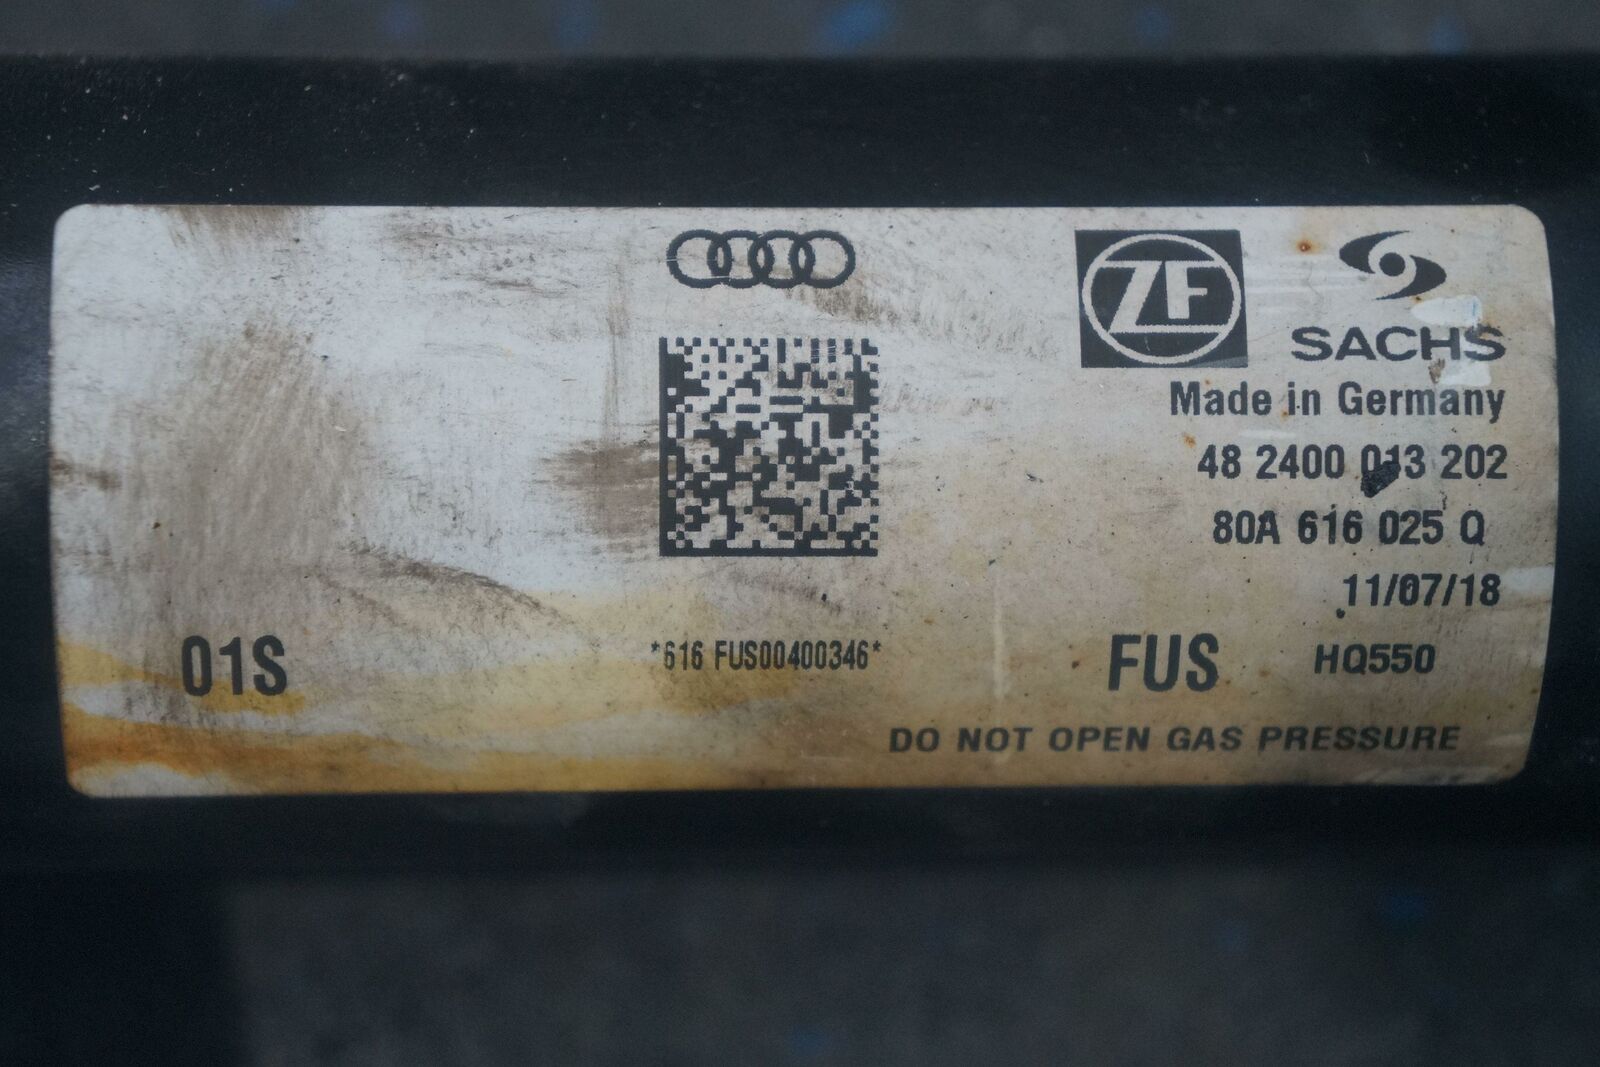 ZF
SACHS
Made in Germany
48 2400 013 202
80A 616 025 Q
11/07/18
01S
*616 FUS00400346*
FUS
HQ550
DO NOT OPEN GAS PRESSURE